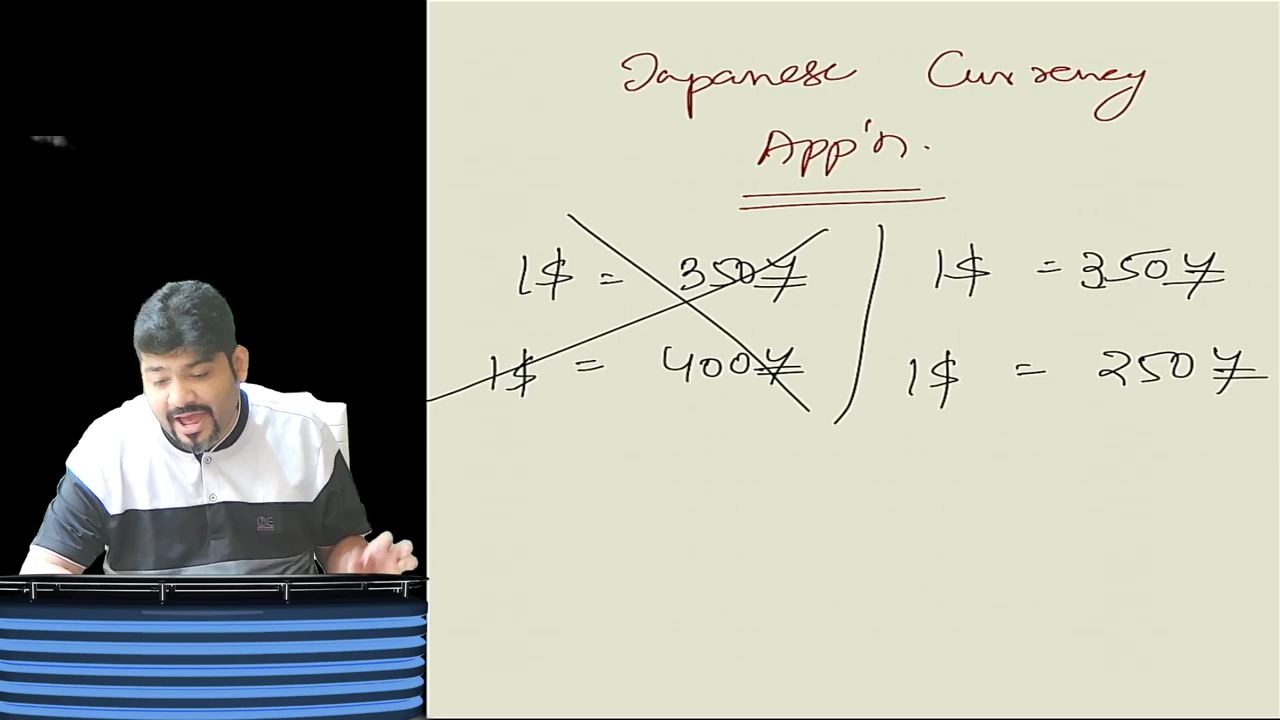 Japanese Currency
App'n.
1$ = 350¥
1$ = 400¥
1$ = 350¥
1$ = 250¥